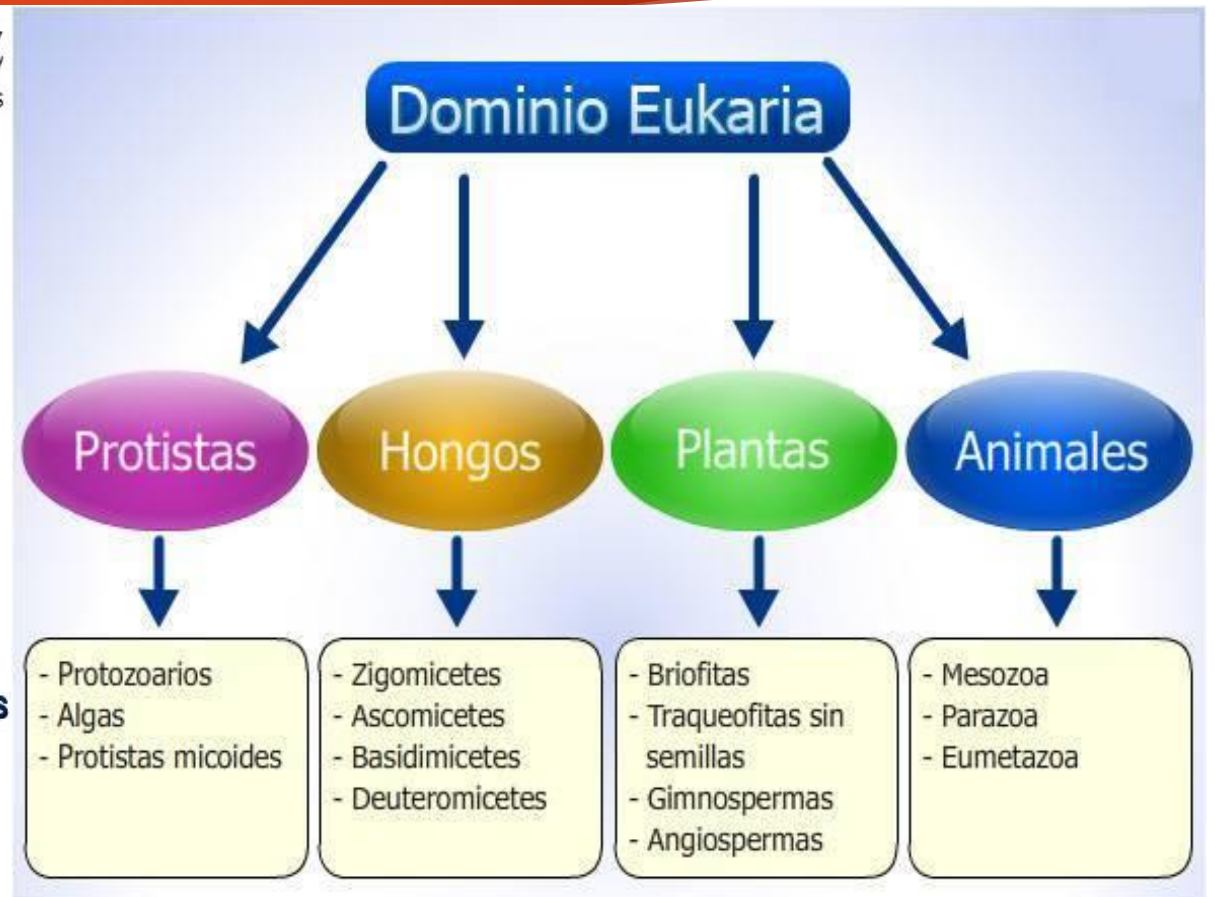 Dominio Eukaria
Protistas
Hongos
Plantas
Animales
- Protozoarios
- Algas
- Protistas micoides
- Zigomicetes
- Ascomicetes
- Basidimicetes
- Deuteromicetes
- Briofitas
- Traqueofitas sin
semillas
- Gimnospermas
- Angiospermas
- Mesozoa
- Parazoa
- Eumetazoa